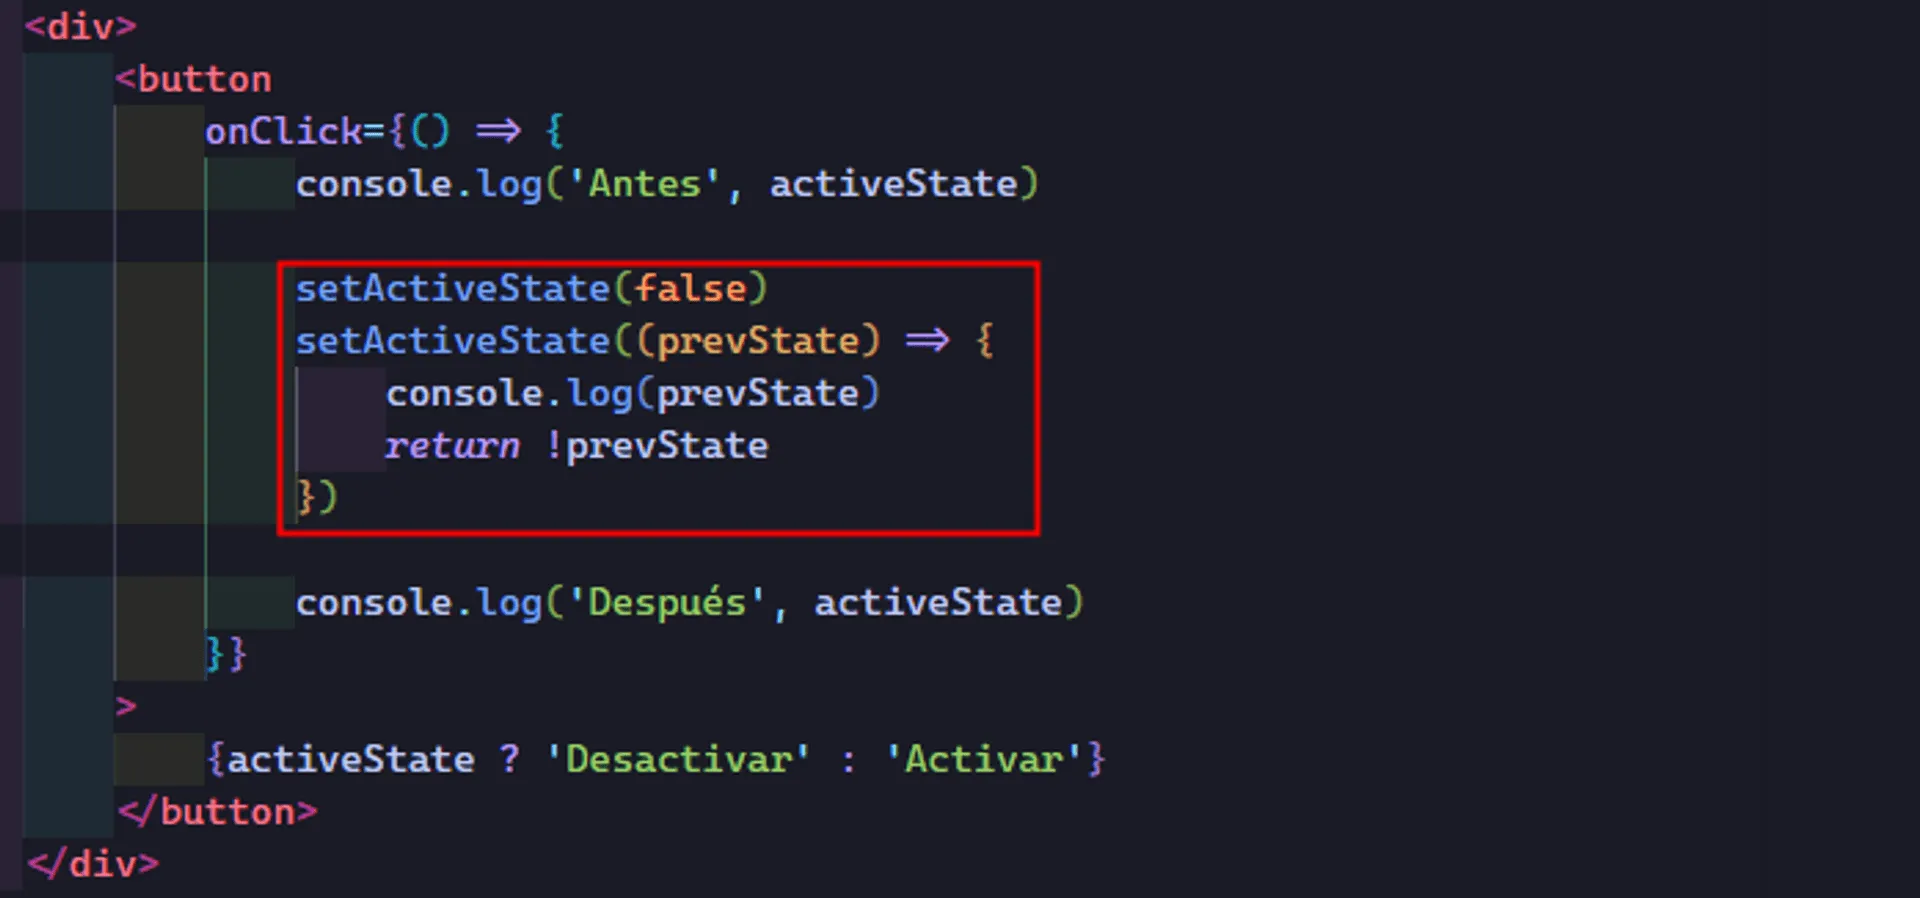 <div>
<button
onClick={() => {
console.log('Antes', activeState)
setActiveState(false)
setActiveState((prevState) => {
console.log(prevState)
return !prevState
})
console.log('Después', activeState)
}}
>
{activeState ? 'Desactivar' : 'Activar'}
</button>
</div>